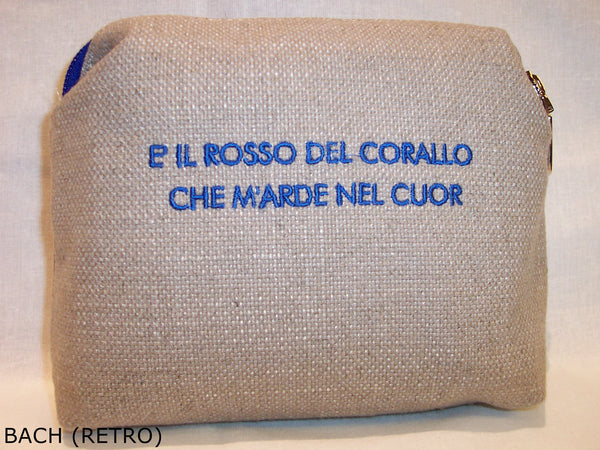 E' IL ROSSO DEL CORALLO
CHE M'ARDE NEL CUOR
BACH (RETRO)